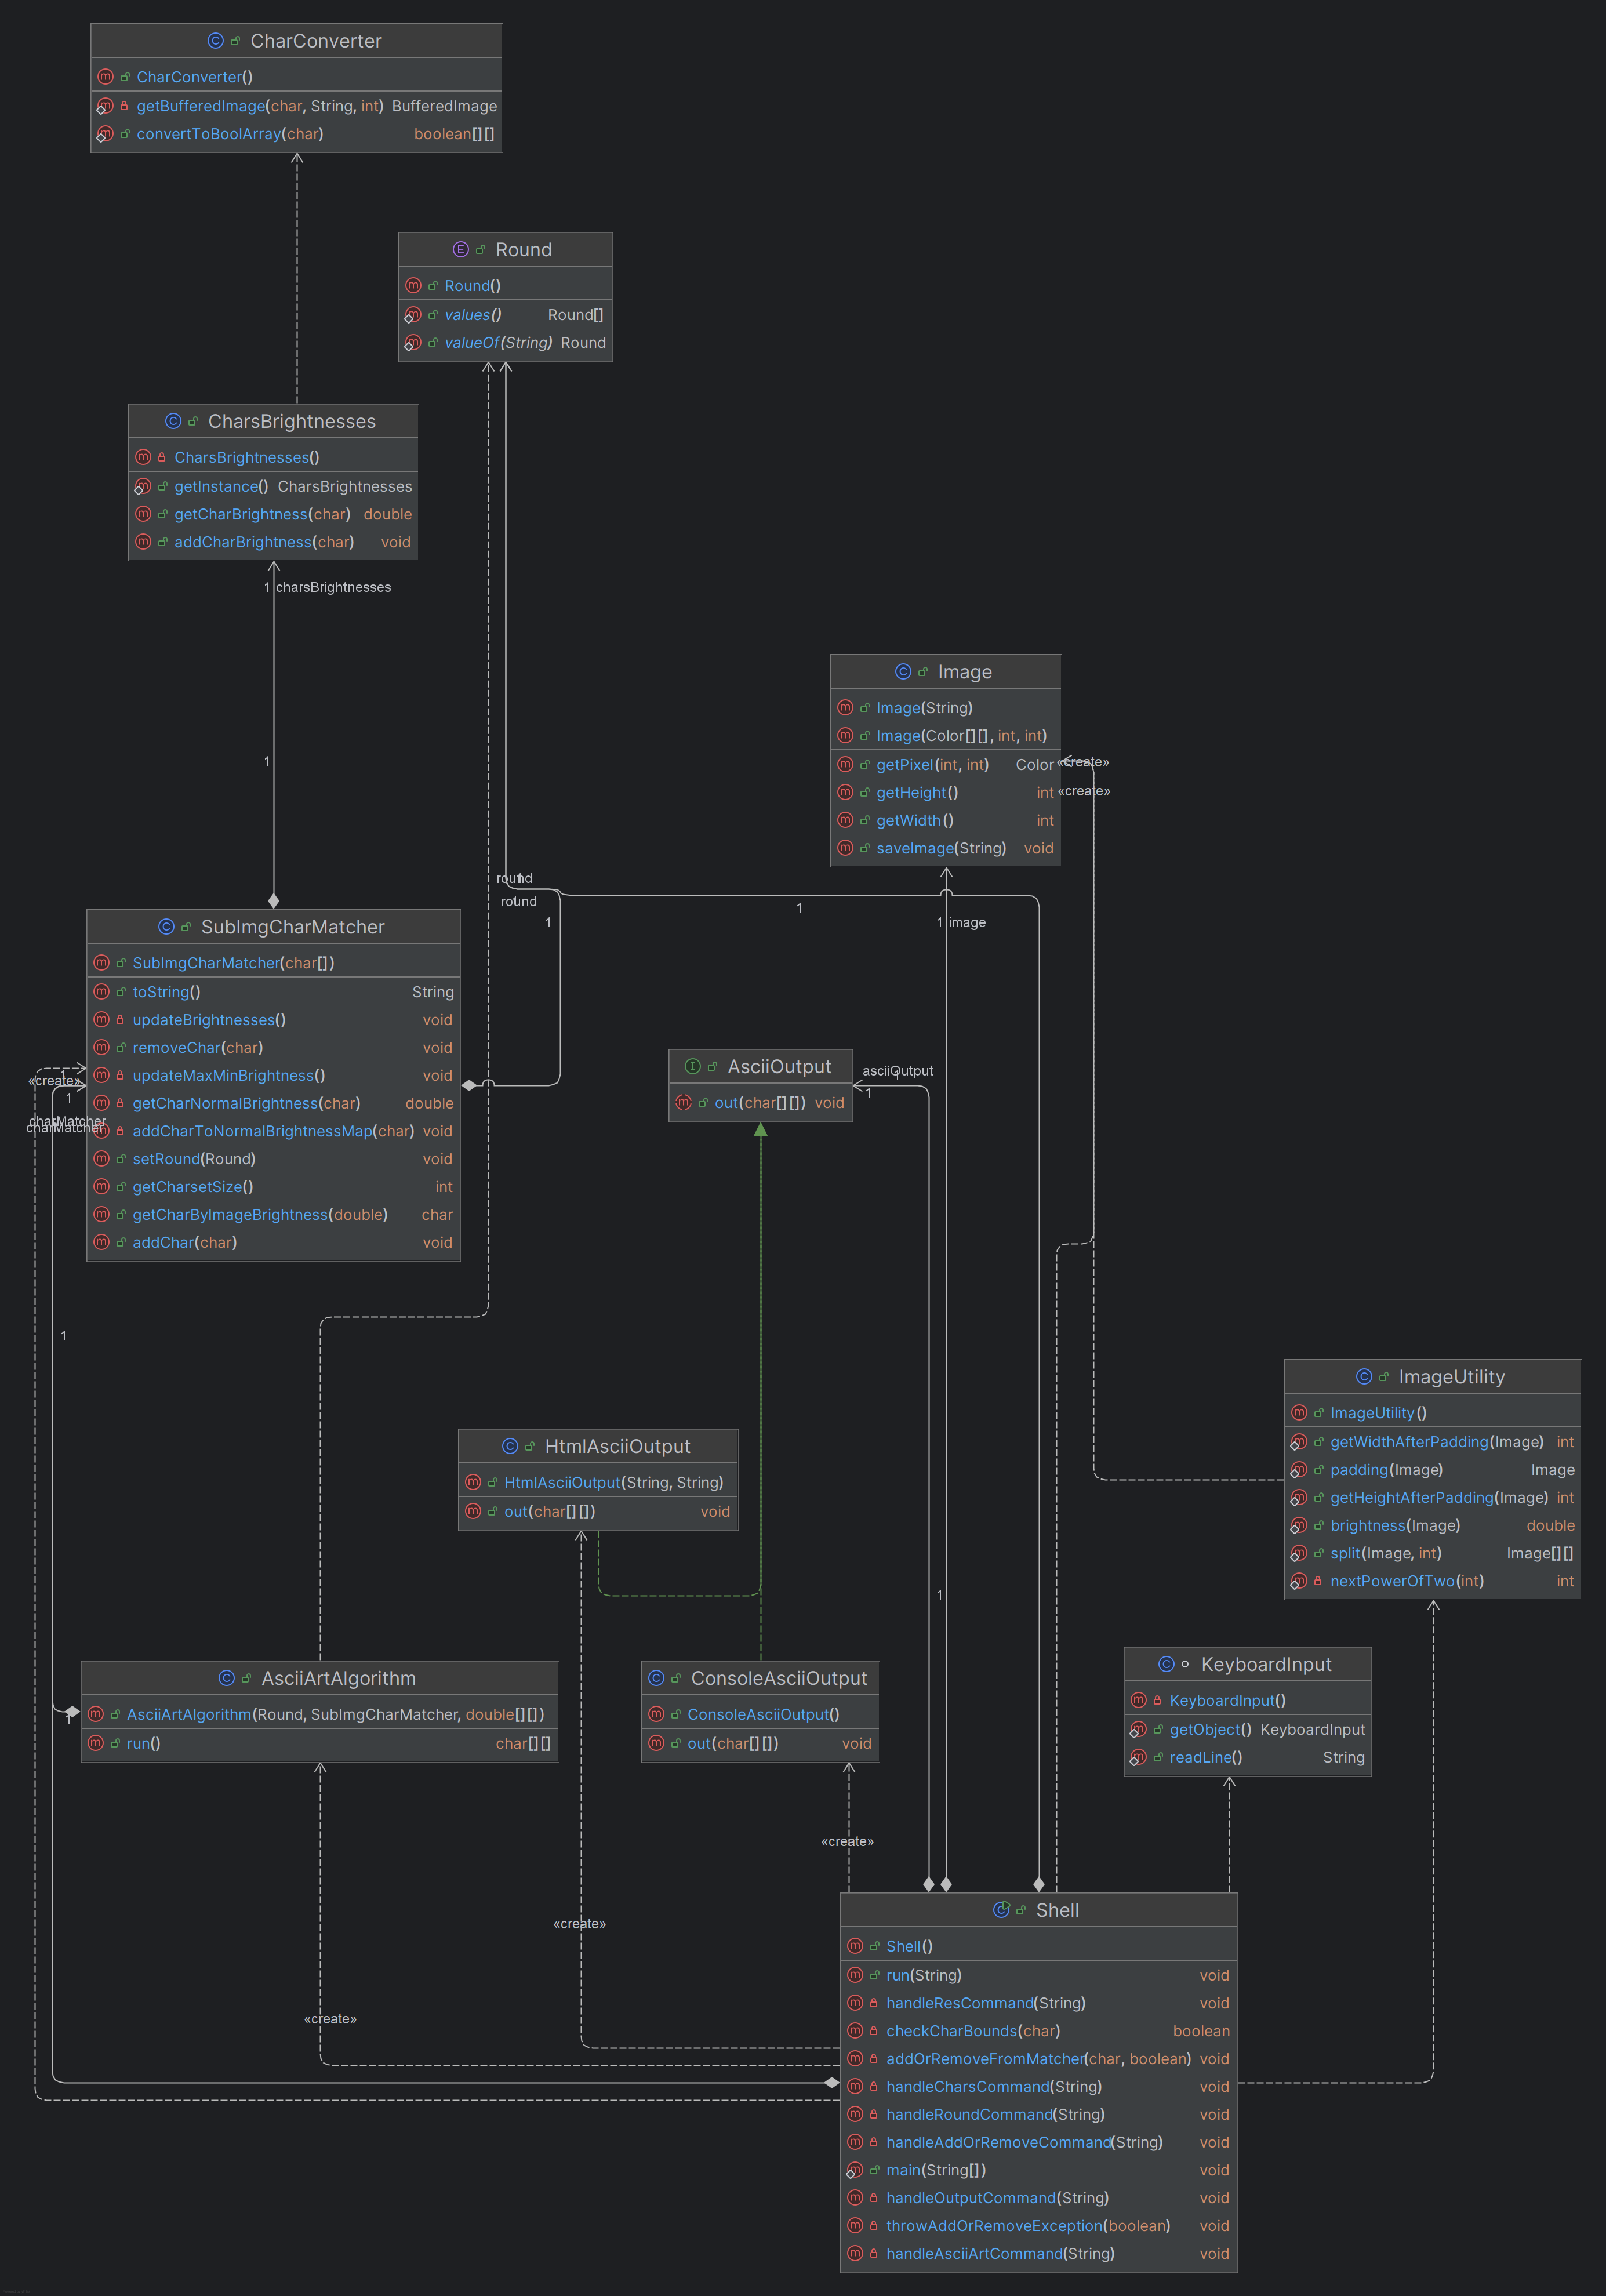 CharConverter
CharConverter()
getBufferedImage(char, String, int) BufferedImage
convertToBoolArray(char) boolean[][]
Round
Round()
values() Round[]
valueOf(String) Round
CharsBrightnesses
CharsBrightnesses()
getInstance() CharsBrightnesses
getCharBrightness(char) double
addCharBrightness(char) void
1 charsBrightnesses
1
Image
Image(String)
Image(Color[][], int, int)
getPixel(int, int) Color
getHeight() int
getWidth() int
saveImage(String) void
«create»
«create»
round
1
round
1
1
1
1 image
SubImgCharMatcher
SubImgCharMatcher(char[])
toString() String
updateBrightnesses() void
removeChar(char) void
updateMaxMinBrightness() void
getCharNormalBrightness(char) double
addCharToNormalBrightnessMap(char) void
setRound(Round) void
getCharsetSize() int
getCharByImageBrightness(double) char
addChar(char) void
1
«create»
1
charMatcher
charMatcher
1
AsciiOutput
out(char[][]) void
asciiOutput
1
1
ImageUtility
ImageUtility()
getWidthAfterPadding(Image) int
padding(Image) Image
getHeightAfterPadding(Image) int
brightness(Image) double
split(Image, int) Image[][]
nextPowerOfTwo(int) int
HtmlAsciiOutput
HtmlAsciiOutput(String, String)
out(char[][]) void
1
AsciiArtAlgorithm
AsciiArtAlgorithm(Round, SubImgCharMatcher, double[][])
run() char[][]
1
ConsoleAsciiOutput
ConsoleAsciiOutput()
out(char[][]) void
KeyboardInput
KeyboardInput()
getObject() KeyboardInput
readLine() String
«create»
«create»
«create»
Shell
Shell()
run(String) void
handleResCommand(String) void
checkCharBounds(char) boolean
addOrRemoveFromMatcher(char, boolean) void
handleCharsCommand(String) void
handleRoundCommand(String) void
handleAddOrRemoveCommand(String) void
main(String[]) void
handleOutputCommand(String) void
throwAddOrRemoveException(boolean) void
handleAsciiArtCommand(String) void